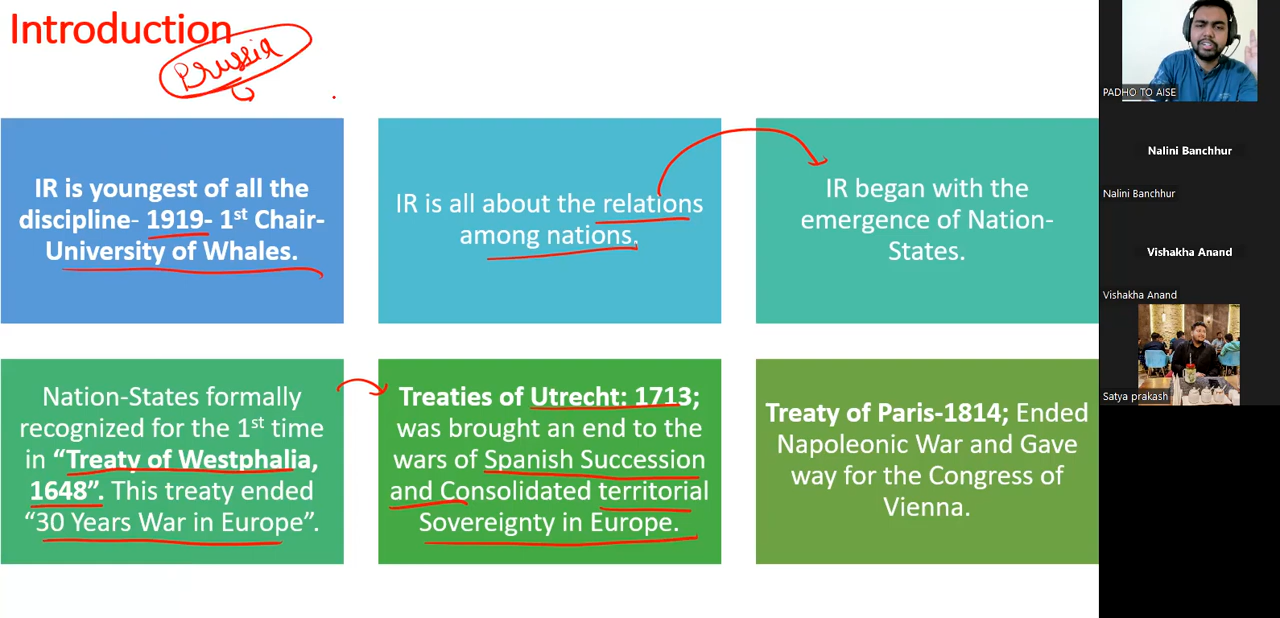 Introduction
Prussia
IR is youngest of all the
discipline- 1919- 1st Chair-
University of Whales.
IR is all about the relations
among nations.
IR began with the
emergence of Nation-
States.
Nation-States formally
recognized for the 1st time
in “Treaty of Westphalia,
1648”. This treaty ended
“30 Years War in Europe”.
Treaties of Utrecht: 1713;
was brought an end to the
wars of Spanish Succession
and Consolidated territorial
Sovereignty in Europe.
Treaty of Paris-1814; Ended
Napoleonic War and Gave
way for the Congress of
Vienna.
PADHO TO AISE
Nalini Banchhur
Nalini Banchhur
Vishakha Anand
Vishakha Anand
Satya prakash